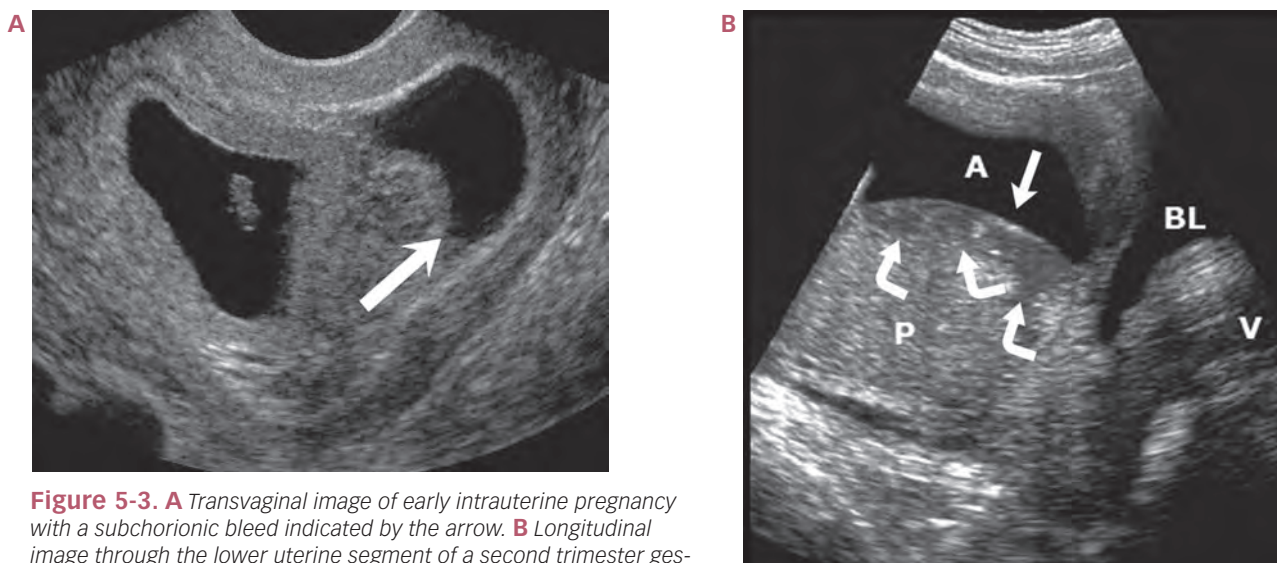 A
B
A
BL
P
V
Figure 5-3. A Transvaginal image of early intrauterine pregnancy
with a subchorionic bleed indicated by the arrow. B Longitudinal
image through the lower uterine segment of a second trimester ges-